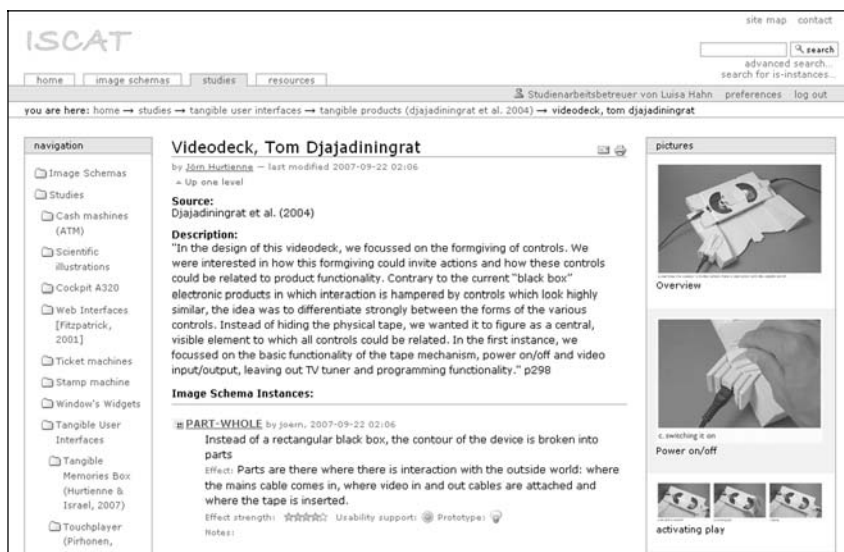 site map contact
ISCAT
search
advanced search...
search for is-instances...
home image schemas studies resources
Studienarbeitsbetreuer von Luisa Hahn preferences log out
you are here: home → studies → tangible user interfaces → tangible products (djajadiningrat et al. 2004) → videodeck, tom djajadiningrat
navigation
Image Schemas
Studies
Cash mashines
(ATM)
Scientific
illustrations
Cockpit A320
Web Interfaces
[Fitzpatrick,
2001]
Ticket machines
Stamp machine
Window's Widgets
Tangible User
Interfaces
Tangible
Memories Box
(Hurtienne &
Israel, 2007)
Touchplayer
(Pirhonen,
Videodeck, Tom Djajadiningrat
by Jörn Hurtienne — last modified 2007-09-22 02:06
Up one level
Source:
Djajadiningrat et al. (2004)
Description:
"In the design of this videodeck, we focussed on the formgiving of controls. We
were interested in how this formgiving could invite actions and how these controls
could be related to product functionality. Contrary to the current "black box"
electronic products in which interaction is hampered by controls which look highly
similar, the idea was to differentiate strongly between the forms of the various
controls. Instead of hiding the physical tape, we wanted it to figure as a central,
visible element to which all controls could be related. In the first instance, we
focussed on the basic functionality of the tape mechanism, power on/off and video
input/output, leaving out TV tuner and programming functionality." p298
Image Schema Instances:
PART-WHOLE by joern, 2007-09-22 02:06
Instead of a rectangular black box, the contour of the device is broken into
parts
Effect: Parts are there where there is interaction with the outside world: where
the mains cable comes in, where video in and out cables are attached and
where the tape is inserted.
Effect strength: Usability support: Prototype:
Notes:
pictures
Overview
c. switching it on
Power on/off
activating play